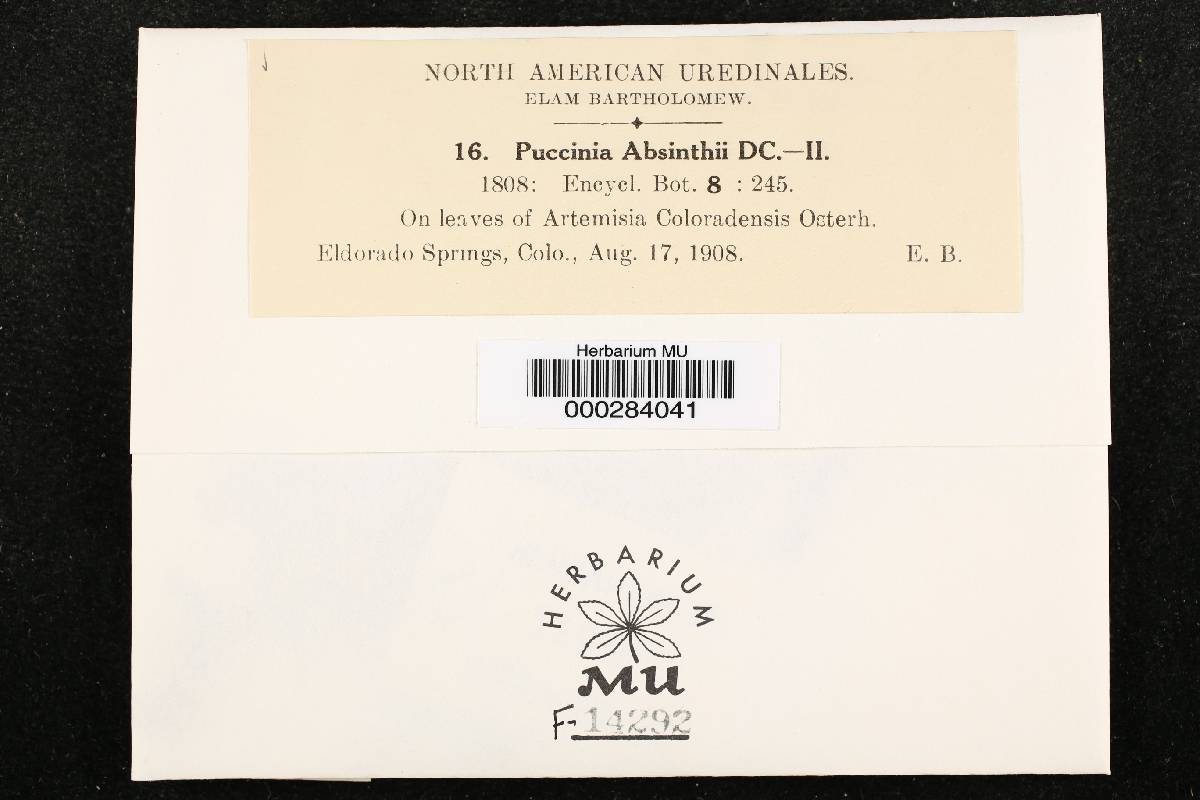 NORTH AMERICAN UREDINALES.
ELAM BARTHOLOMEW.
16. Puccinia Absinthii DC.—II.
1808: Encycl. Bot. 8 : 245.
On leaves of Artemisia Coloradensis Osterh.
Eldorado Springs, Colo., Aug. 17, 1908. E. B.
Herbarium MU
000284041
HERBARIUM
MU
F-14292